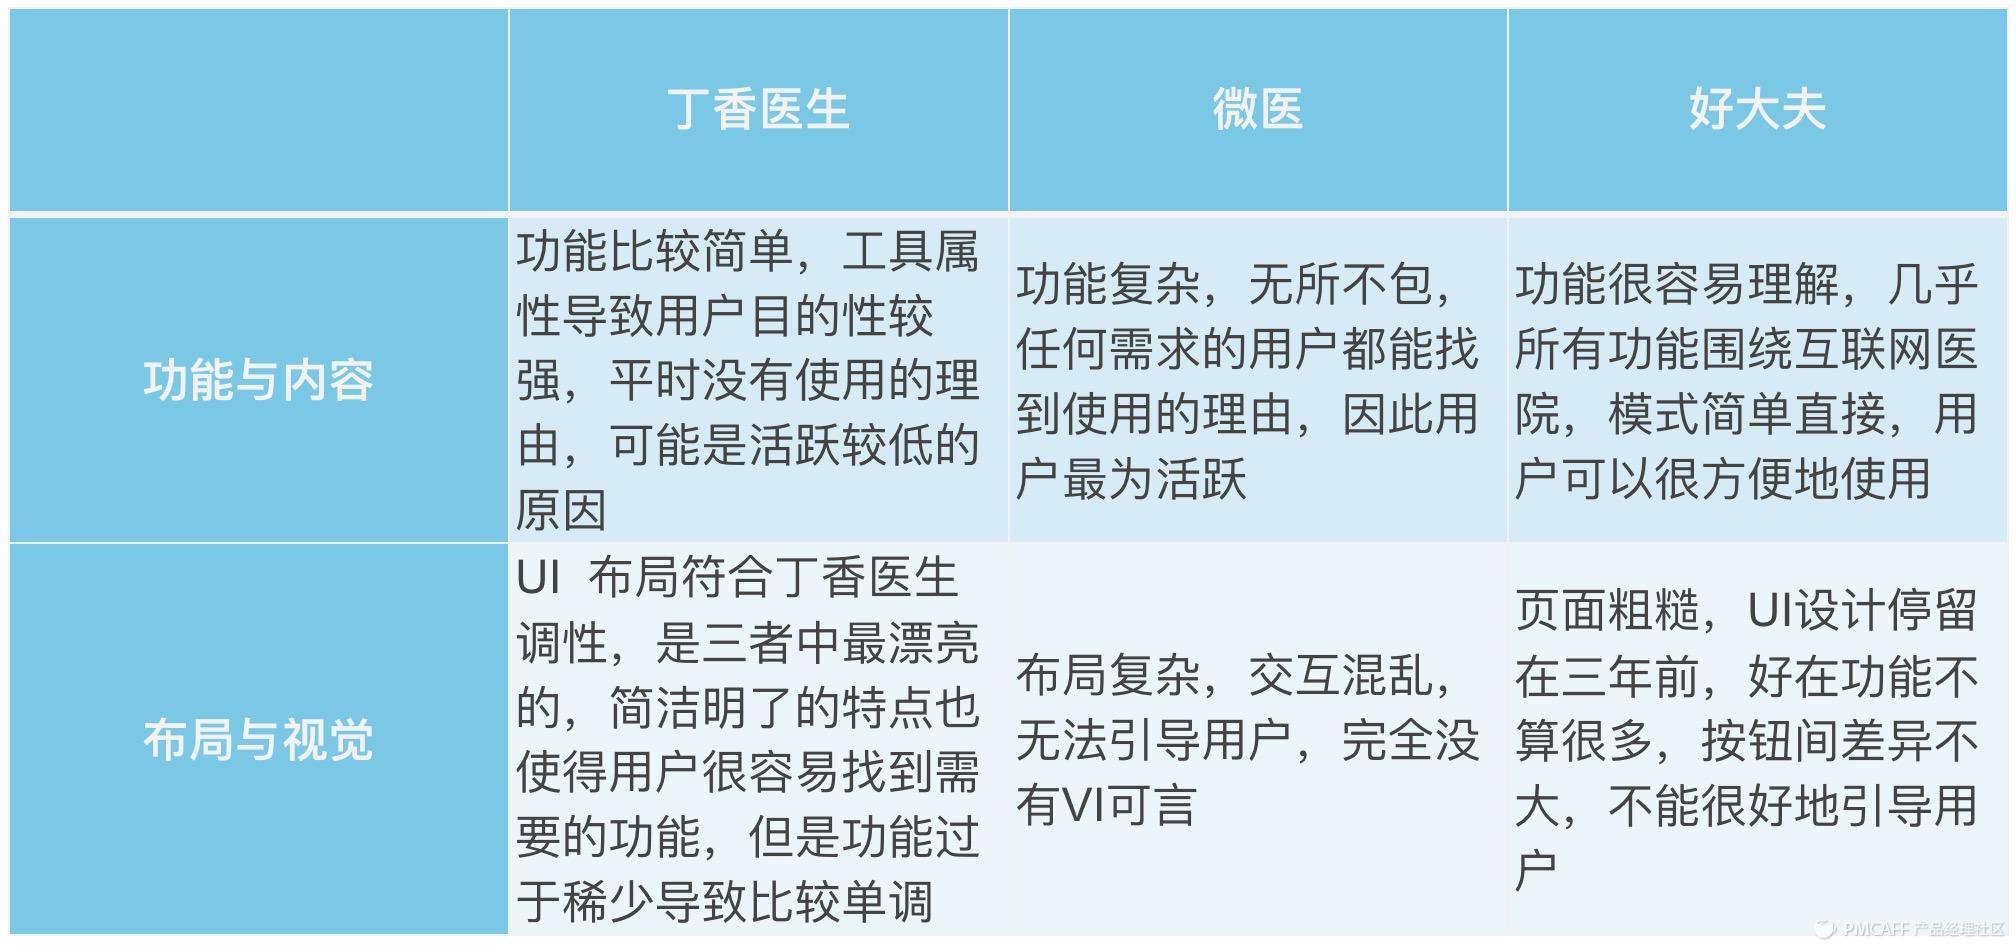 丁香医生
微医
好大夫
功能与内容
功能比较简单，工具属
性导致用户目的性较
强，平时没有使用的理
由，可能是活跃较低的
原因
功能复杂，无所不包，
任何需求的用户都能找
到使用的理由，因此用
户最为活跃
功能很容易理解，几乎
所有功能围绕互联网医
院，模式简单直接，用
户可以很方便地使用
布局与视觉
UI 布局符合丁香医生
调性，是三者中最漂亮
的，简洁明了的特点也
使得用户很容易找到需
要的功能，但是功能过
于稀少导致比较单调
布局复杂，交互混乱，
无法引导用户，完全没
有VI可言
页面粗糙，UI设计停留
在三年前，好在功能不
算很多，按钮间差异不
大，不能很好地引导用
户
PMCAFF 产品经理社区